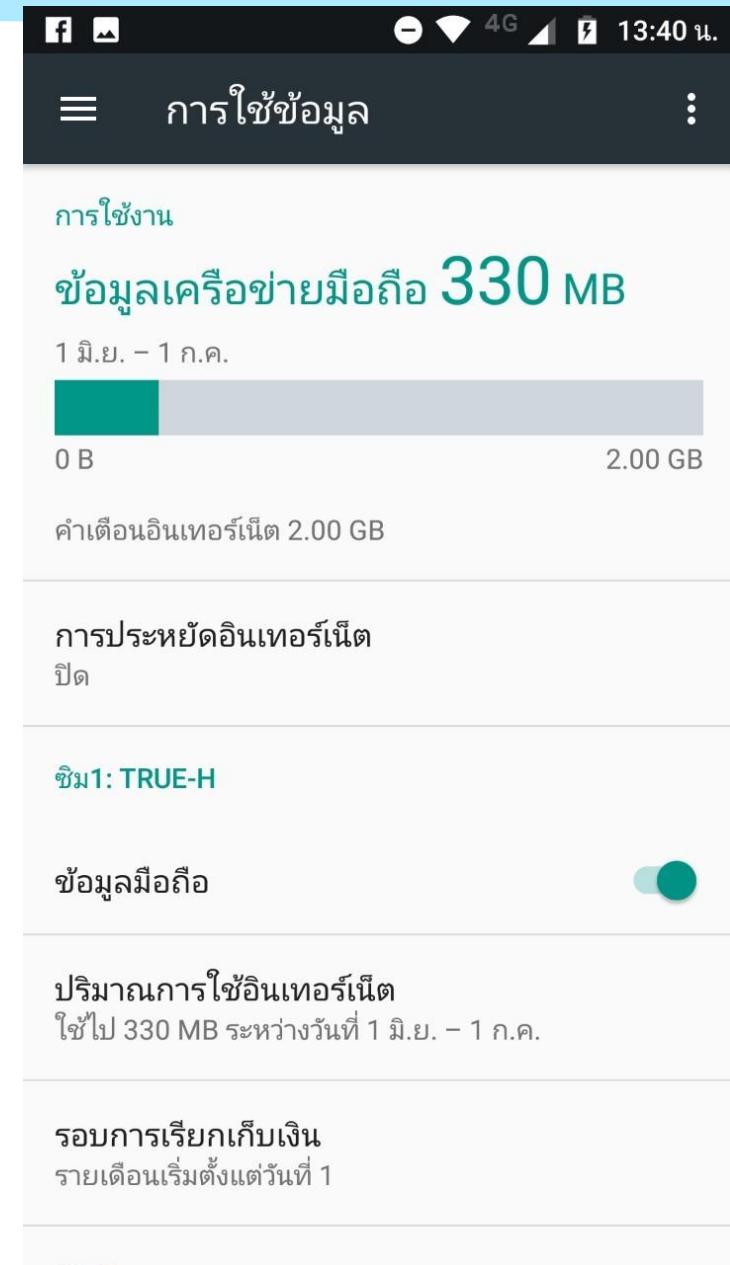 4G 13:40 น.
การใช้ข้อมูล
การใช้งาน
ข้อมูลเครือข่ายมือถือ 330 MB
1 มิ.ย. – 1 ก.ค.
0 B 2.00 GB
คำเตือนอินเทอร์เน็ต 2.00 GB
การประหยัดอินเทอร์เน็ต
ปิด
ซิม1: TRUE-H
ข้อมูลมือถือ
ปริมาณการใช้อินเทอร์เน็ต
ใช้ไป 330 MB ระหว่างวันที่ 1 มิ.ย. – 1 ก.ค.
รอบการเรียกเก็บเงิน
รายเดือนเริ่มตั้งแต่วันที่ 1